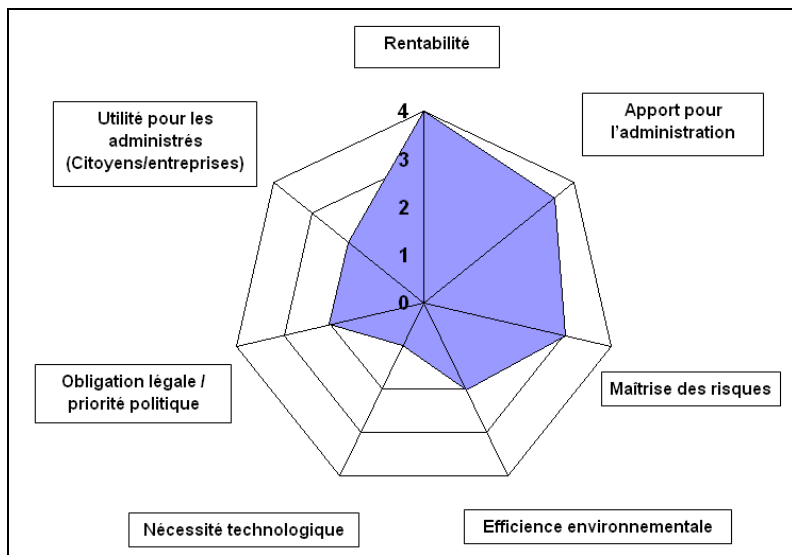 Rentabilité
Utilité pour les
administrés
(Citoyens/entreprises)
Apport pour
l’administration
4
3
2
1
0
Obligation légale /
priorité politique
Maîtrise des risques
Nécessité technologique
Efficience environnementale